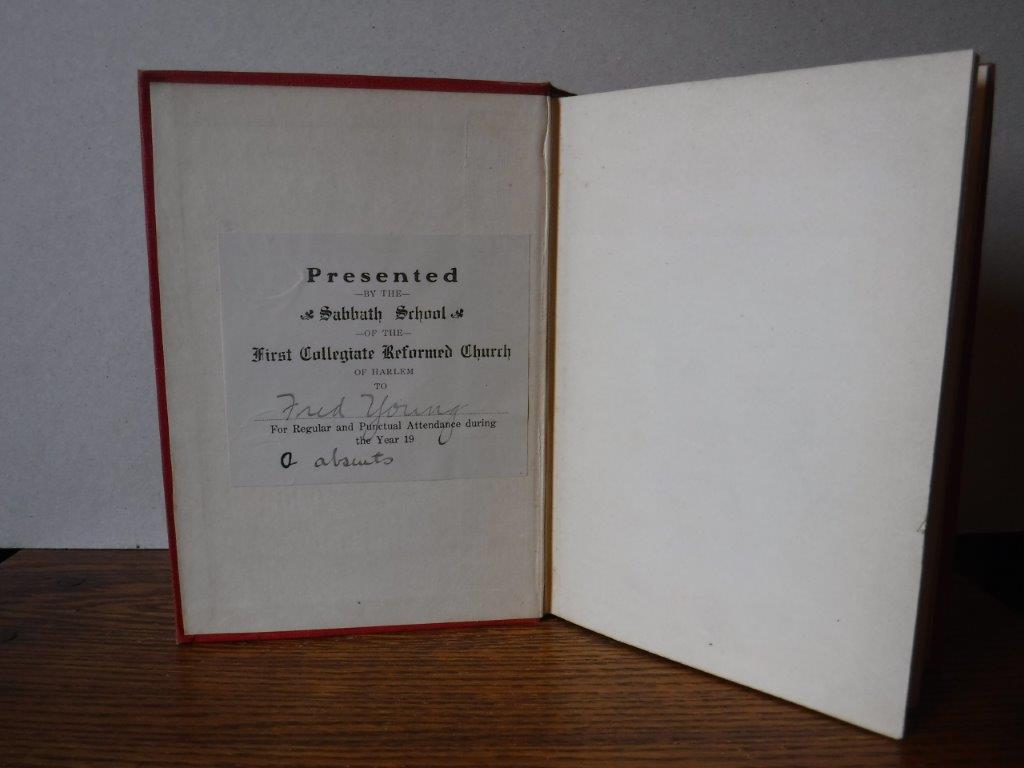 Presented
—BY THE—
Sabbath School
—OF THE—
First Collegiate Reformed Church
OF HARLEM
TO
Fred Young
For Regular and Punctual Attendance during
the Year 19
0 absents